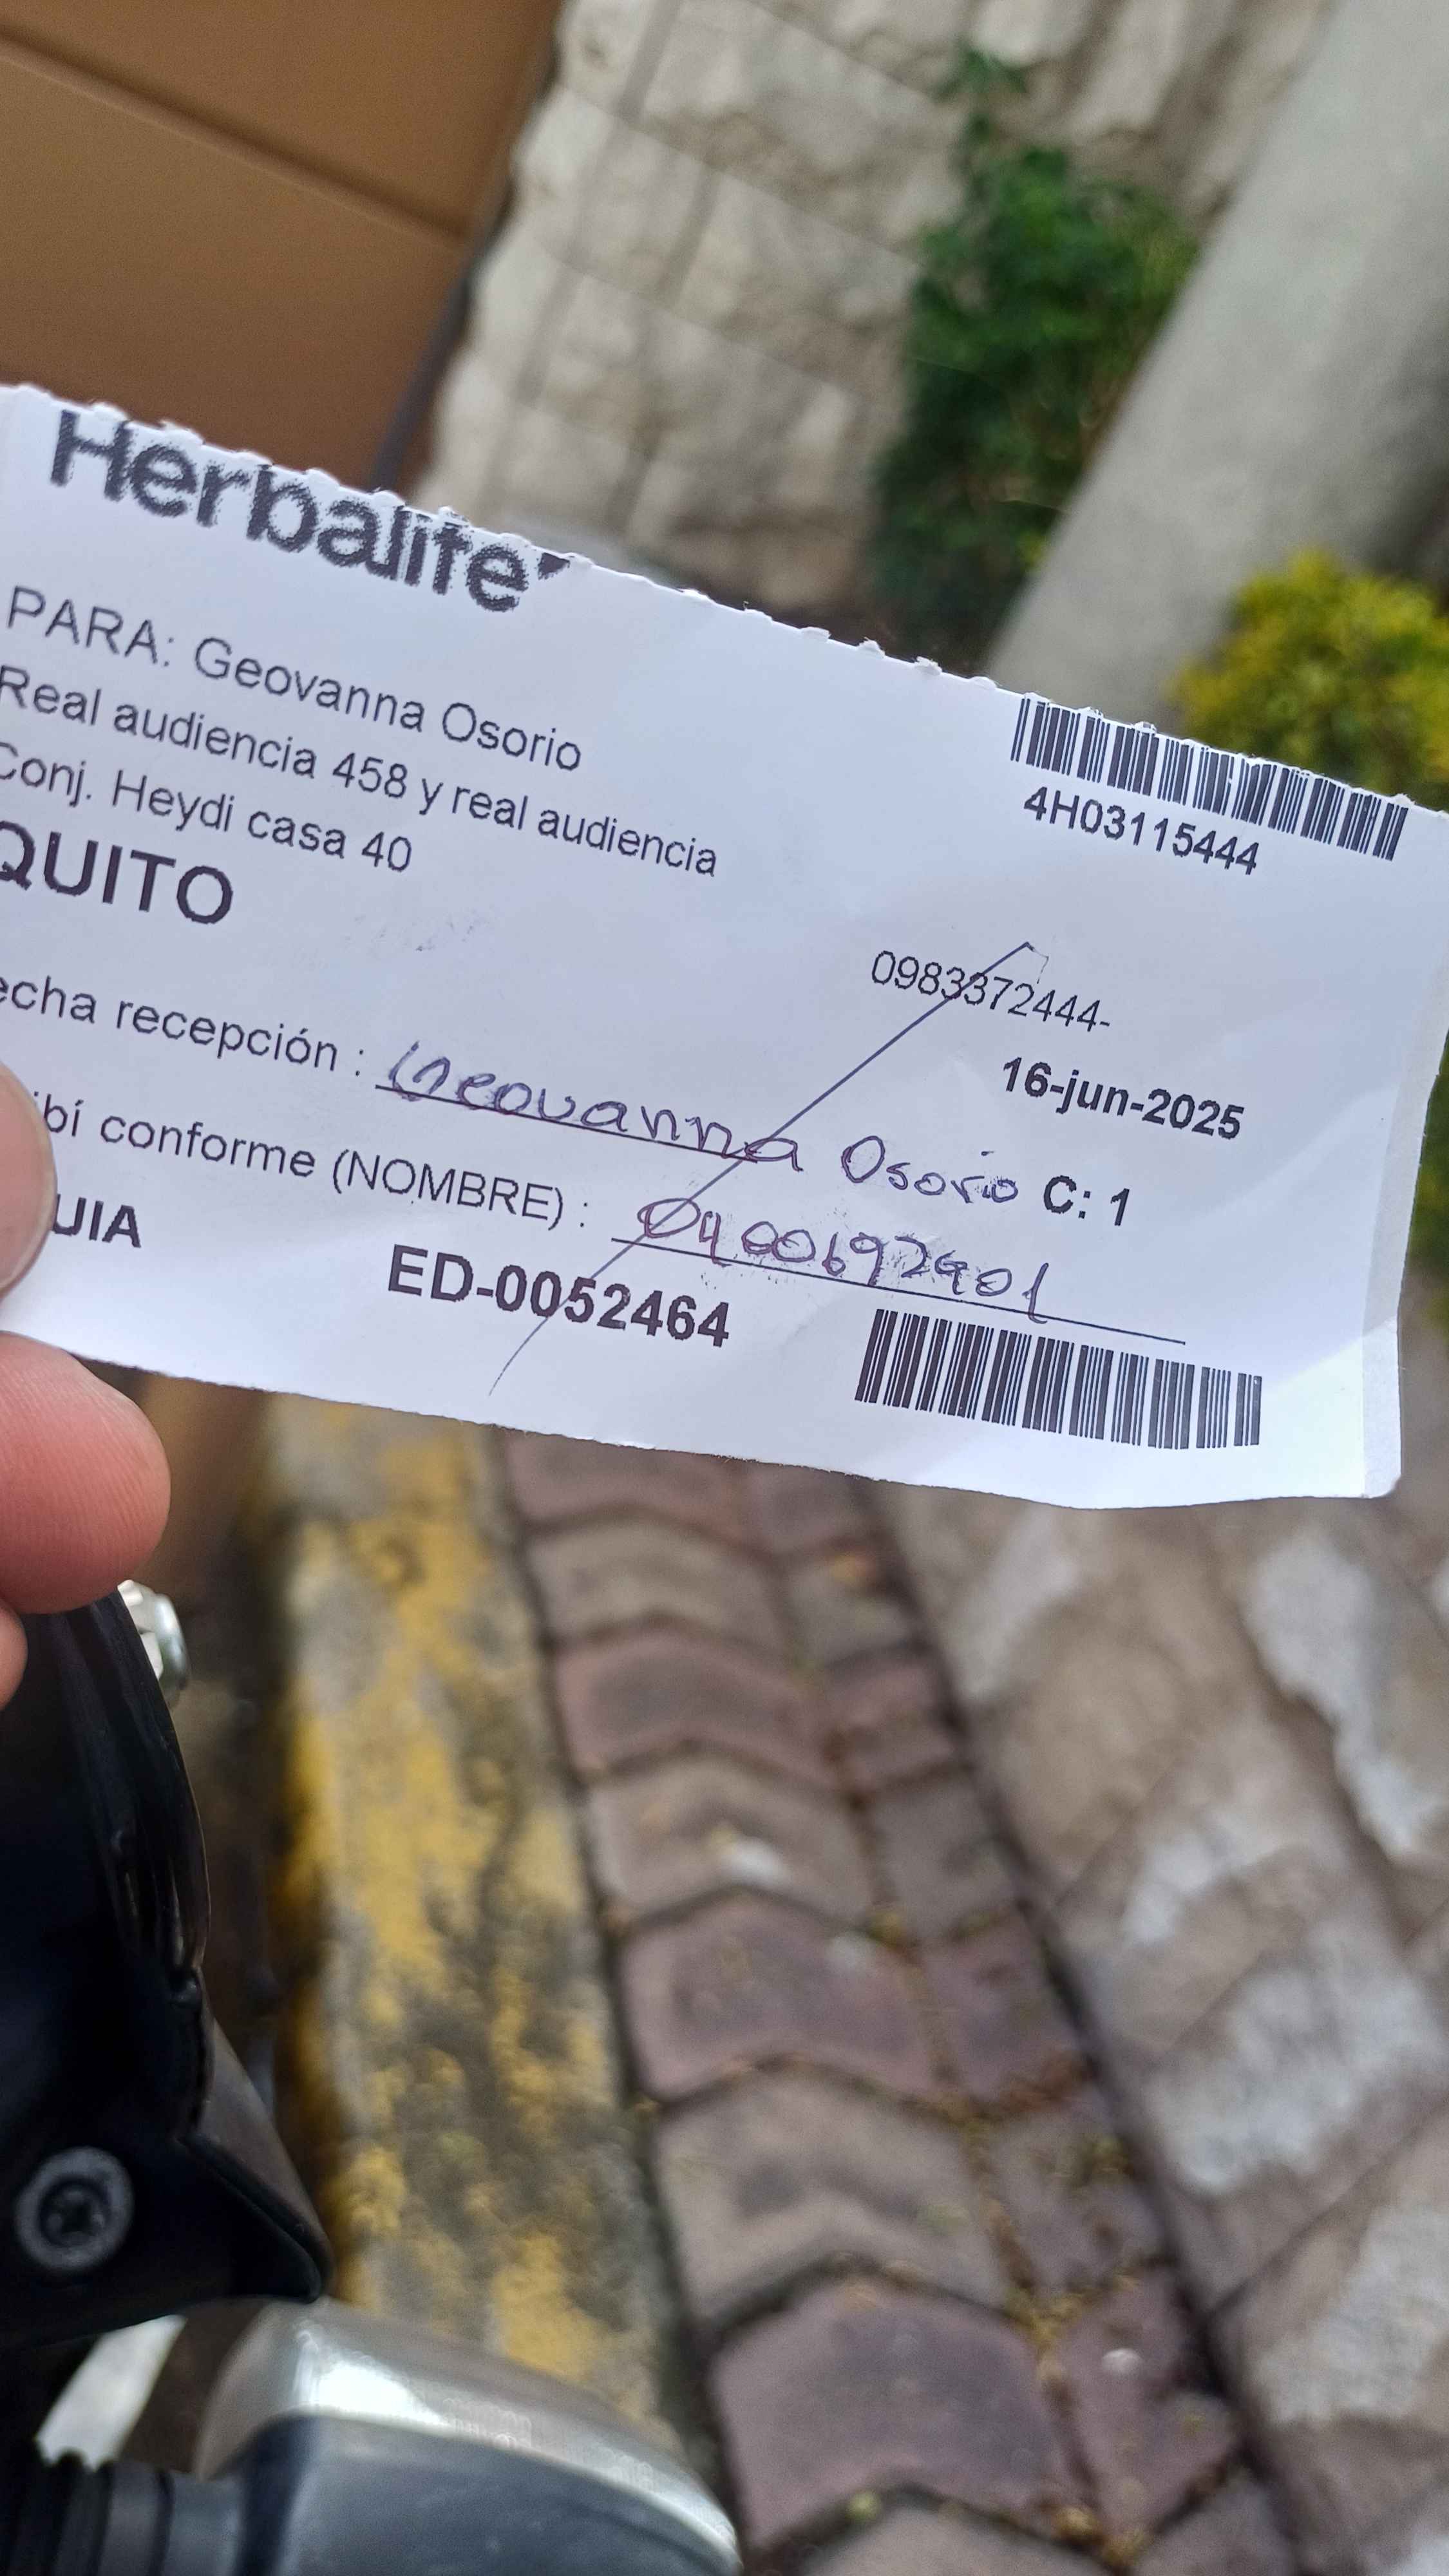 Herbalife
PARA: Geovanna Osorio
Real audiencia 458 y real audiencia
Conj. Heydi casa 40
QUITO
4H03115444
0983372444-
16-jun-2025
echa recepción : Geovanna Osorio C: 1
ibí conforme (NOMBRE) : 0400692901
UIA ED-0052464